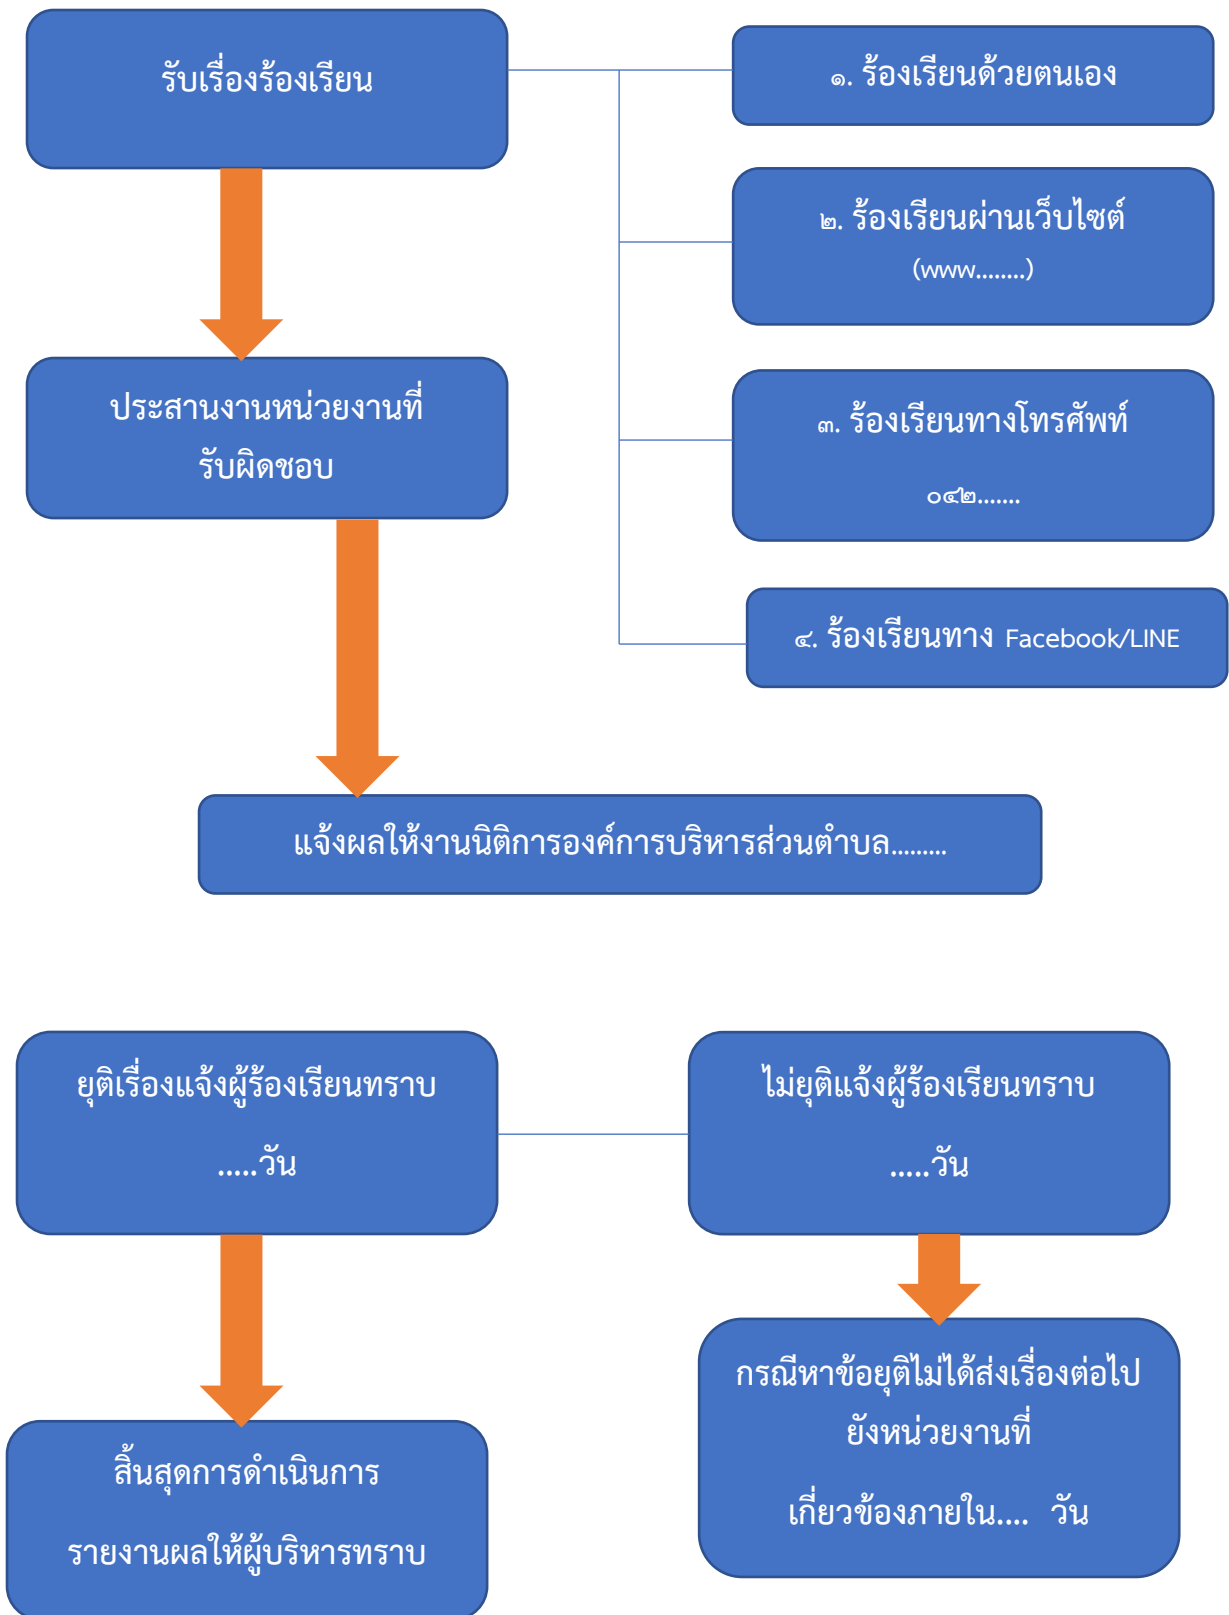 รับเรื่องร้องเรียน
๑. ร้องเรียนด้วยตนเอง
๒. ร้องเรียนผ่านเว็บไซต์
(www........)
๓. ร้องเรียนทางโทรศัพท์
๐๔๒.......
๔. ร้องเรียนทาง Facebook/LINE
ประสานงานหน่วยงานที่
รับผิดชอบ
แจ้งผลให้งานนิติการองค์การบริหารส่วนตำบล.........
ยุติเรื่องแจ้งผู้ร้องเรียนทราบ
.....วัน
ไม่ยุติแจ้งผู้ร้องเรียนทราบ
.....วัน
สิ้นสุดการดำเนินการ
รายงานผลให้ผู้บริหารทราบ
กรณีหาข้อยุติไม่ได้ส่งเรื่องต่อไป
ยังหน่วยงานที่
เกี่ยวข้องภายใน.... วัน